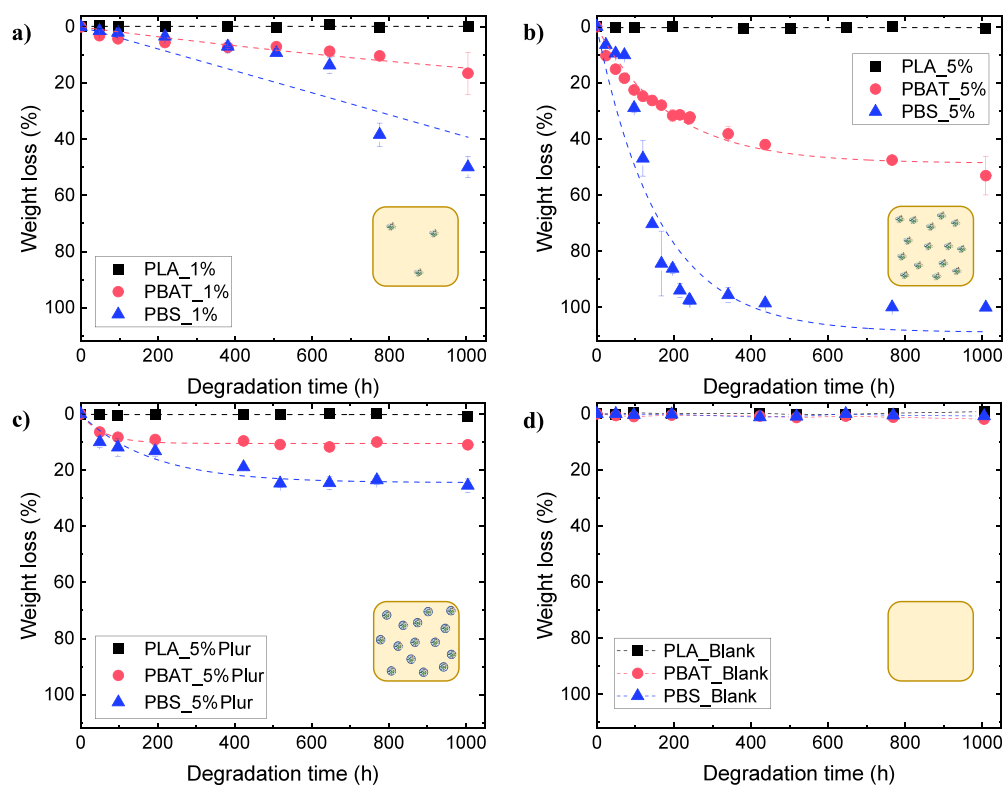 a)
0
20
40
60
80
100
Weight loss (%)
PLA_1%
PBAT_1%
PBS_1%
0 200 400 600 800 1000
Degradation time (h)
b)
0
20
40
60
80
100
Weight loss (%)
PLA_5%
PBAT_5%
PBS_5%
0 200 400 600 800 1000
Degradation time (h)
c)
0
20
40
60
80
100
Weight loss (%)
PLA_5%Plur
PBAT_5%Plur
PBS_5%Plur
0 200 400 600 800 1000
Degradation time (h)
d)
0
20
40
60
80
100
Weight loss (%)
PLA_Blank
PBAT_Blank
PBS_Blank
0 200 400 600 800 1000
Degradation time (h)